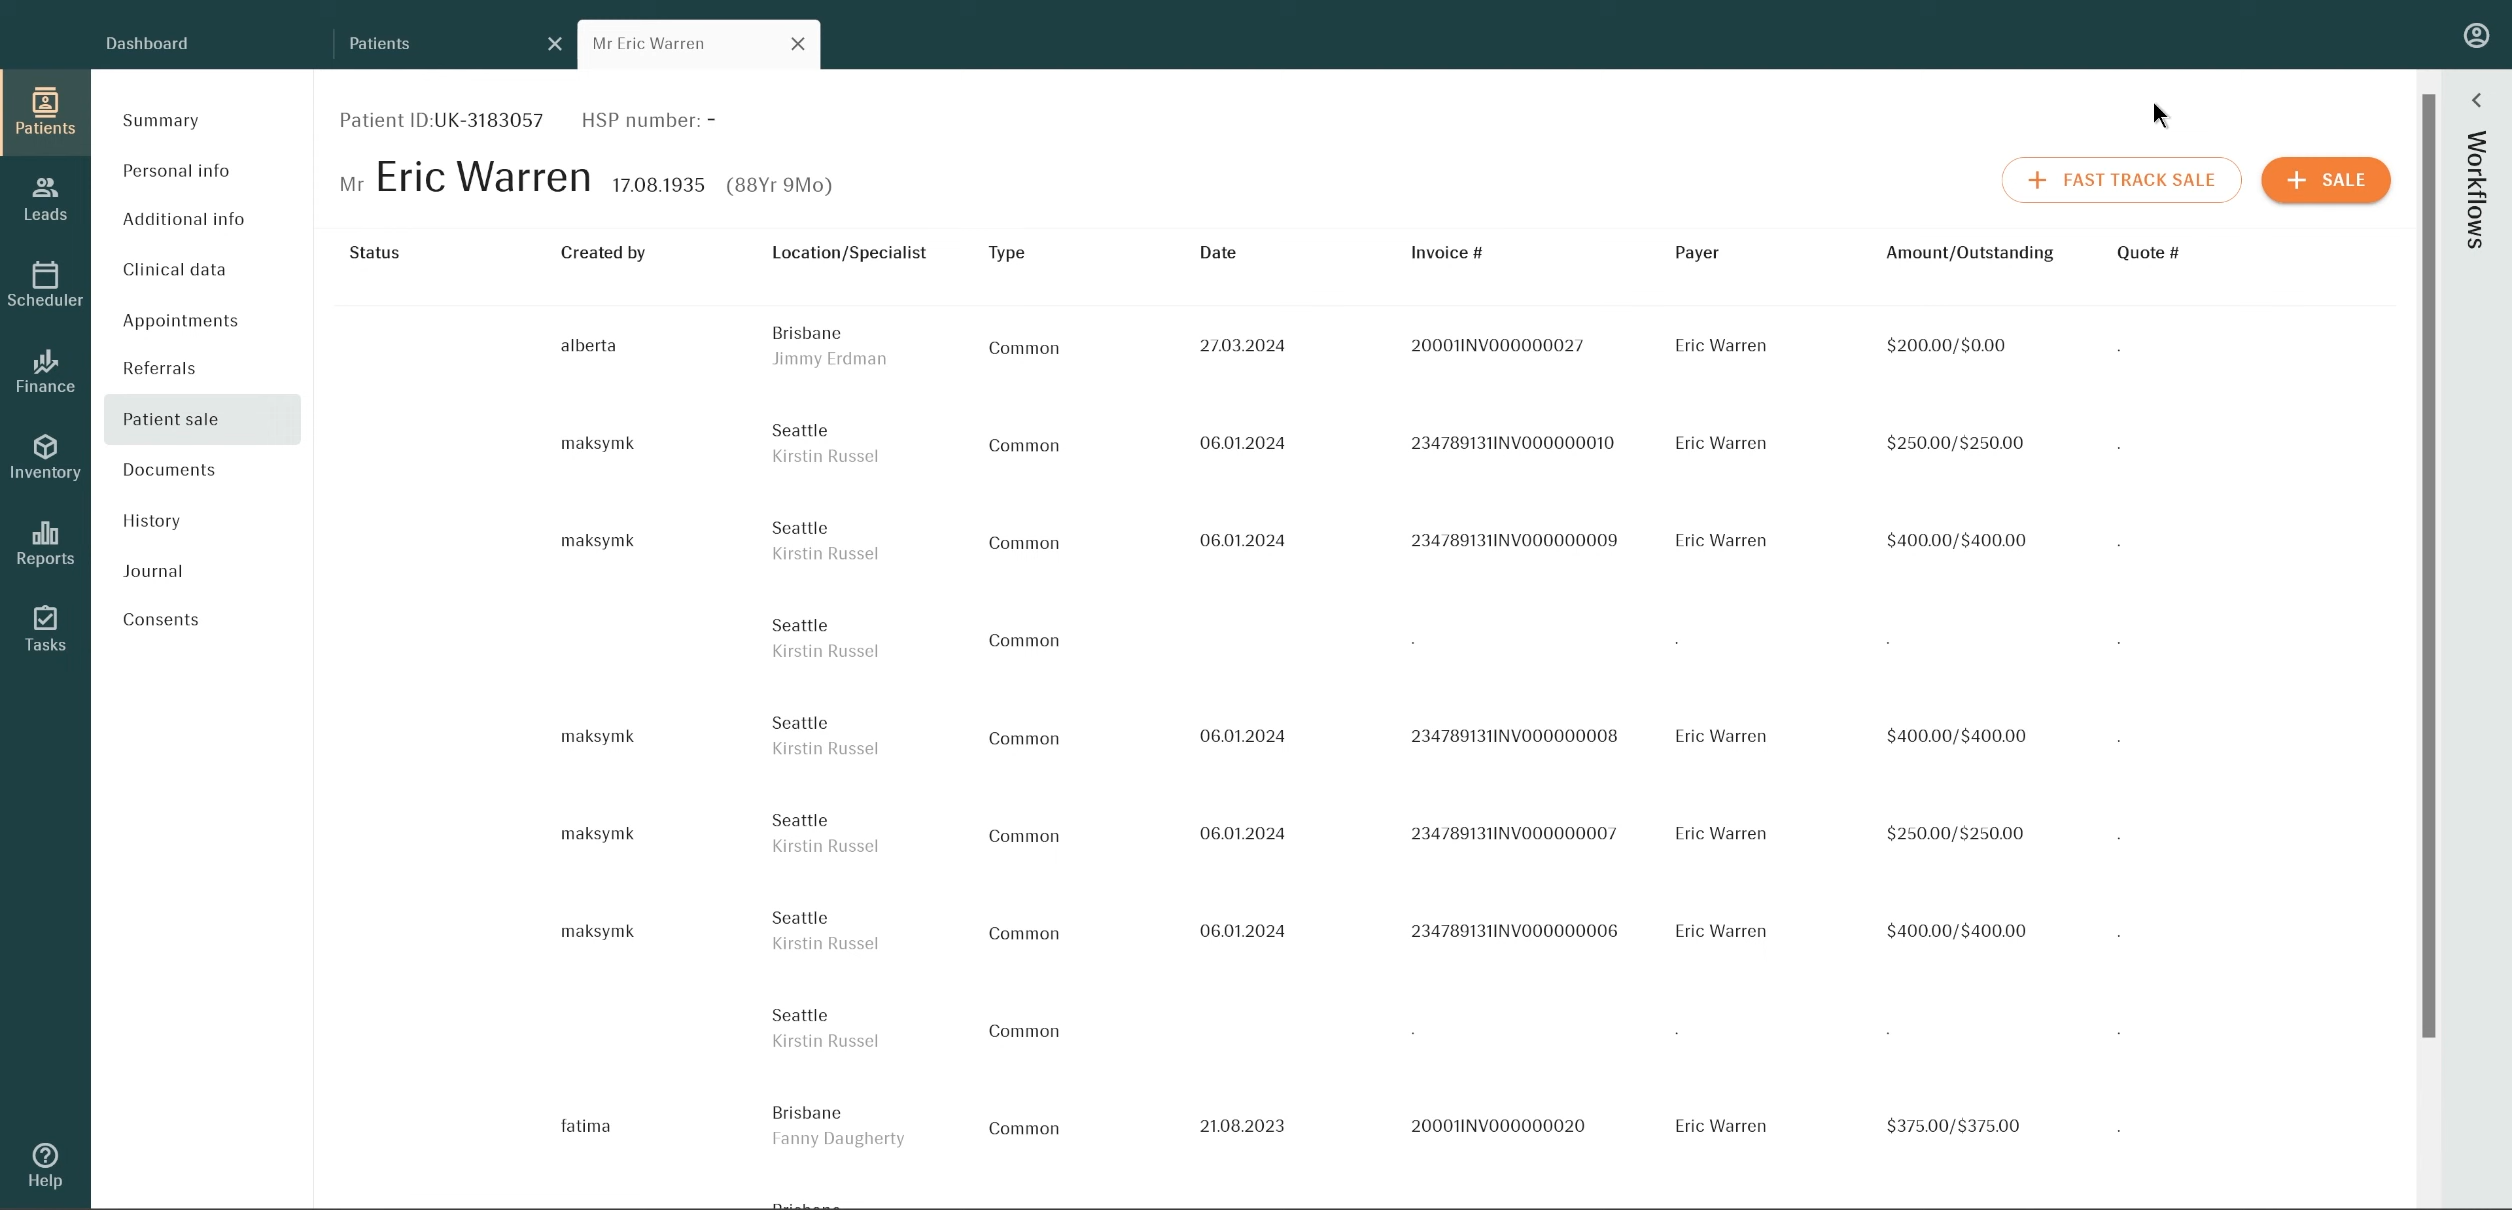 Dashboard
Patients
Mr Eric Warren
Patients
Leads
Scheduler
Finance
Inventory
Reports
Tasks
Help
Summary
Personal info
Additional info
Clinical data
Appointments
Referrals
Patient sale
Documents
History
Journal
Consents
Patient ID:UK-3183057 HSP number: -
Mr Eric Warren 17.08.1935 (88Yr 9Mo)
+ FAST TRACK SALE
+ SALE
Workflows
Status Created by Location/Specialist Type Date Invoice # Payer Amount/Outstanding Quote #
alberta Brisbane Common 27.03.2024 20001INV000000027 Eric Warren $200.00/$0.00 .
Jimmy Erdman
maksymk Seattle Common 06.01.2024 234789131INV000000010 Eric Warren $250.00/$250.00 .
Kirstin Russel
maksymk Seattle Common 06.01.2024 234789131INV000000009 Eric Warren $400.00/$400.00 .
Kirstin Russel
Seattle Common . . . .
Kirstin Russel
maksymk Seattle Common 06.01.2024 234789131INV000000008 Eric Warren $400.00/$400.00 .
Kirstin Russel
maksymk Seattle Common 06.01.2024 234789131INV000000007 Eric Warren $250.00/$250.00 .
Kirstin Russel
maksymk Seattle Common 06.01.2024 234789131INV000000006 Eric Warren $400.00/$400.00 .
Kirstin Russel
Seattle Common . . . .
Kirstin Russel
fatima Brisbane Common 21.08.2023 20001INV000000020 Eric Warren $375.00/$375.00 .
Fanny Daugherty